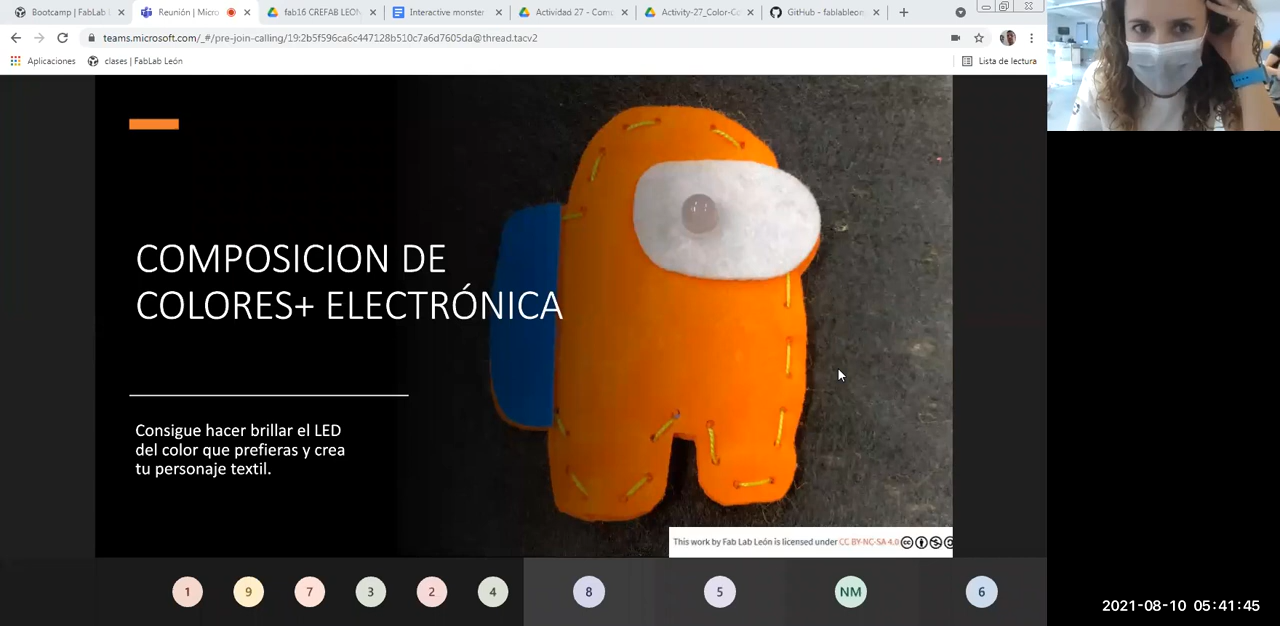 Bootcamp | FabLab
Reunión | Micro
fab16 CREFAB LEON
Interactive monster
Actividad 27 - Com
Activity-27_Color-C
GitHub - fablableon
teams.microsoft.com/_#/pre-join-calling/19:2b5f596ca6c447128b510c7a6d7605da@thread.tacv2
Aplicaciones
clases | FabLab León
Lista de lectura
COMPOSICION DE
COLORES+ ELECTRÓNICA
Consigue hacer brillar el LED
del color que prefieras y crea
tu personaje textil.
This work by Fab Lab León is licensed under CC BY-NC-SA 4.0
1 9 7 3 2 4 8 5 NM 6
2021-08-10 05:41:45